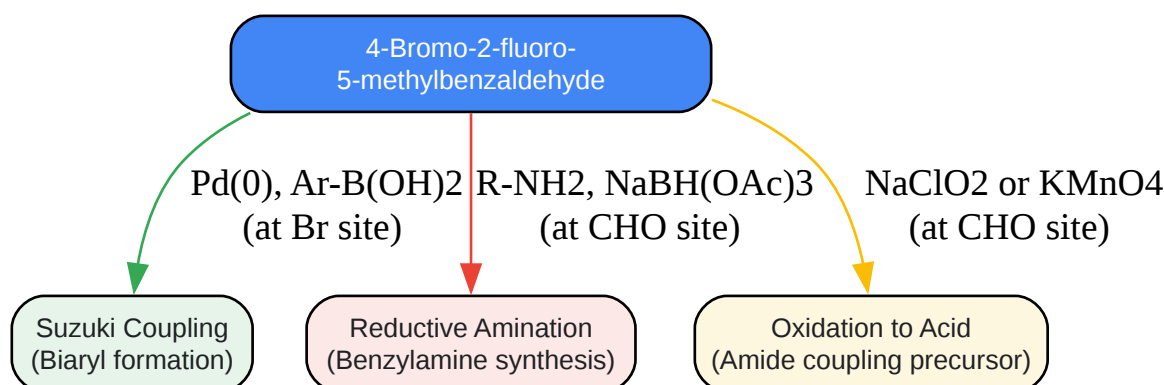 4-Bromo-2-fluoro-
5-methylbenzaldehyde
Pd(0), Ar-B(OH)2
(at Br site)
R-NH2, NaBH(OAc)3
(at CHO site)
NaClO2 or KMnO4
(at CHO site)
Suzuki Coupling
(Biaryl formation)
Reductive Amination
(Benzylamine synthesis)
Oxidation to Acid
(Amide coupling precursor)